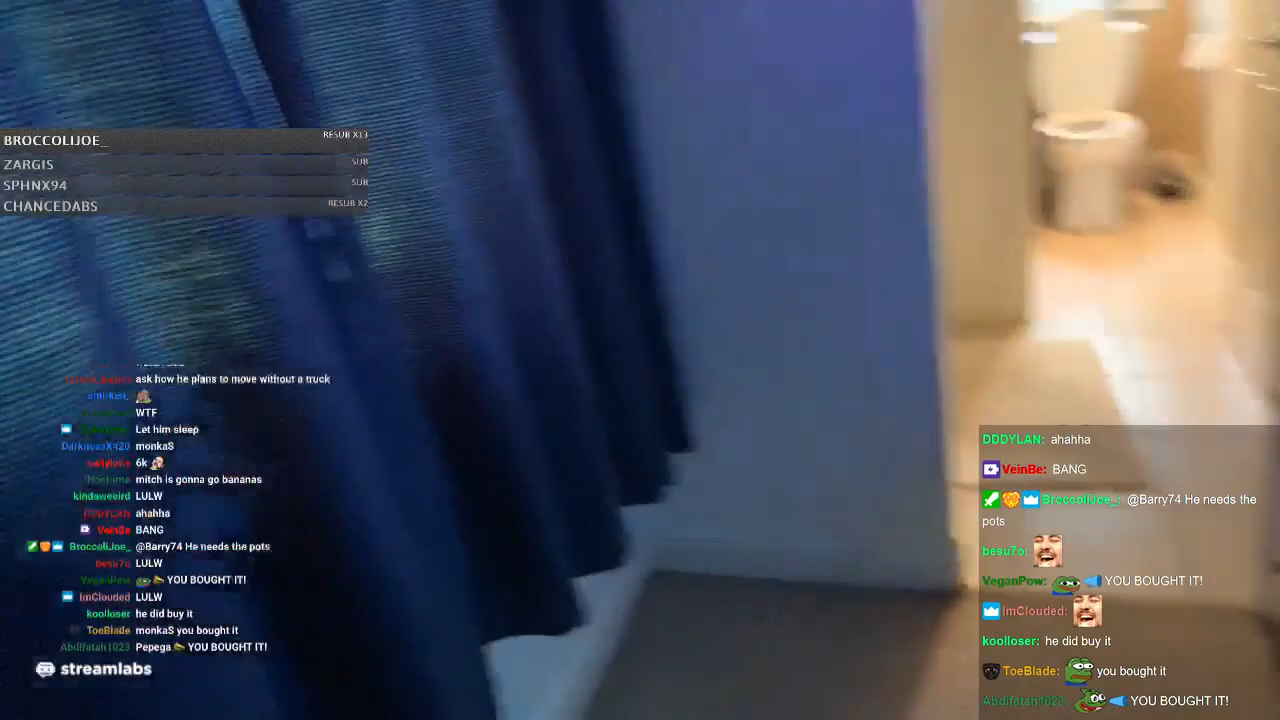 BROCCOLIJOE_ RESUB X13
ZARGIS SUB
SPHNX94 SUB
CHANCEDABS RESUB X2
ask how he plans to move without a truck
WTF
Let him sleep
DarknessX420 monkaS
6k
mitch is gonna go bananas
kindaweeird LULW
DDDYLAN ahahha
VeinBe BANG
BroccoliJoe_ @Barry74 He needs the pots
besu7o LULW
VeganPow YOU BOUGHT IT!
ImClouded LULW
koolloser he did buy it
ToeBlade monkaS you bought it
Abdifatah1023 Pepega YOU BOUGHT IT!
streamlabs
DDDYLAN: ahahha
VeinBe: BANG
BroccoliJoe_: @Barry74 He needs the
pots
besu7o:
VeganPow: YOU BOUGHT IT!
ImClouded:
koolloser: he did buy it
ToeBlade: you bought it
Abdifatah1023: YOU BOUGHT IT!